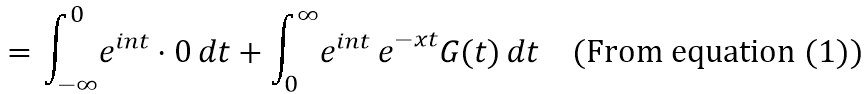 = ∫_{-∞}^{0} e^{int} · 0 dt + ∫_{0}^{∞} e^{int} e^{-xt} G(t) dt (From equation (1))